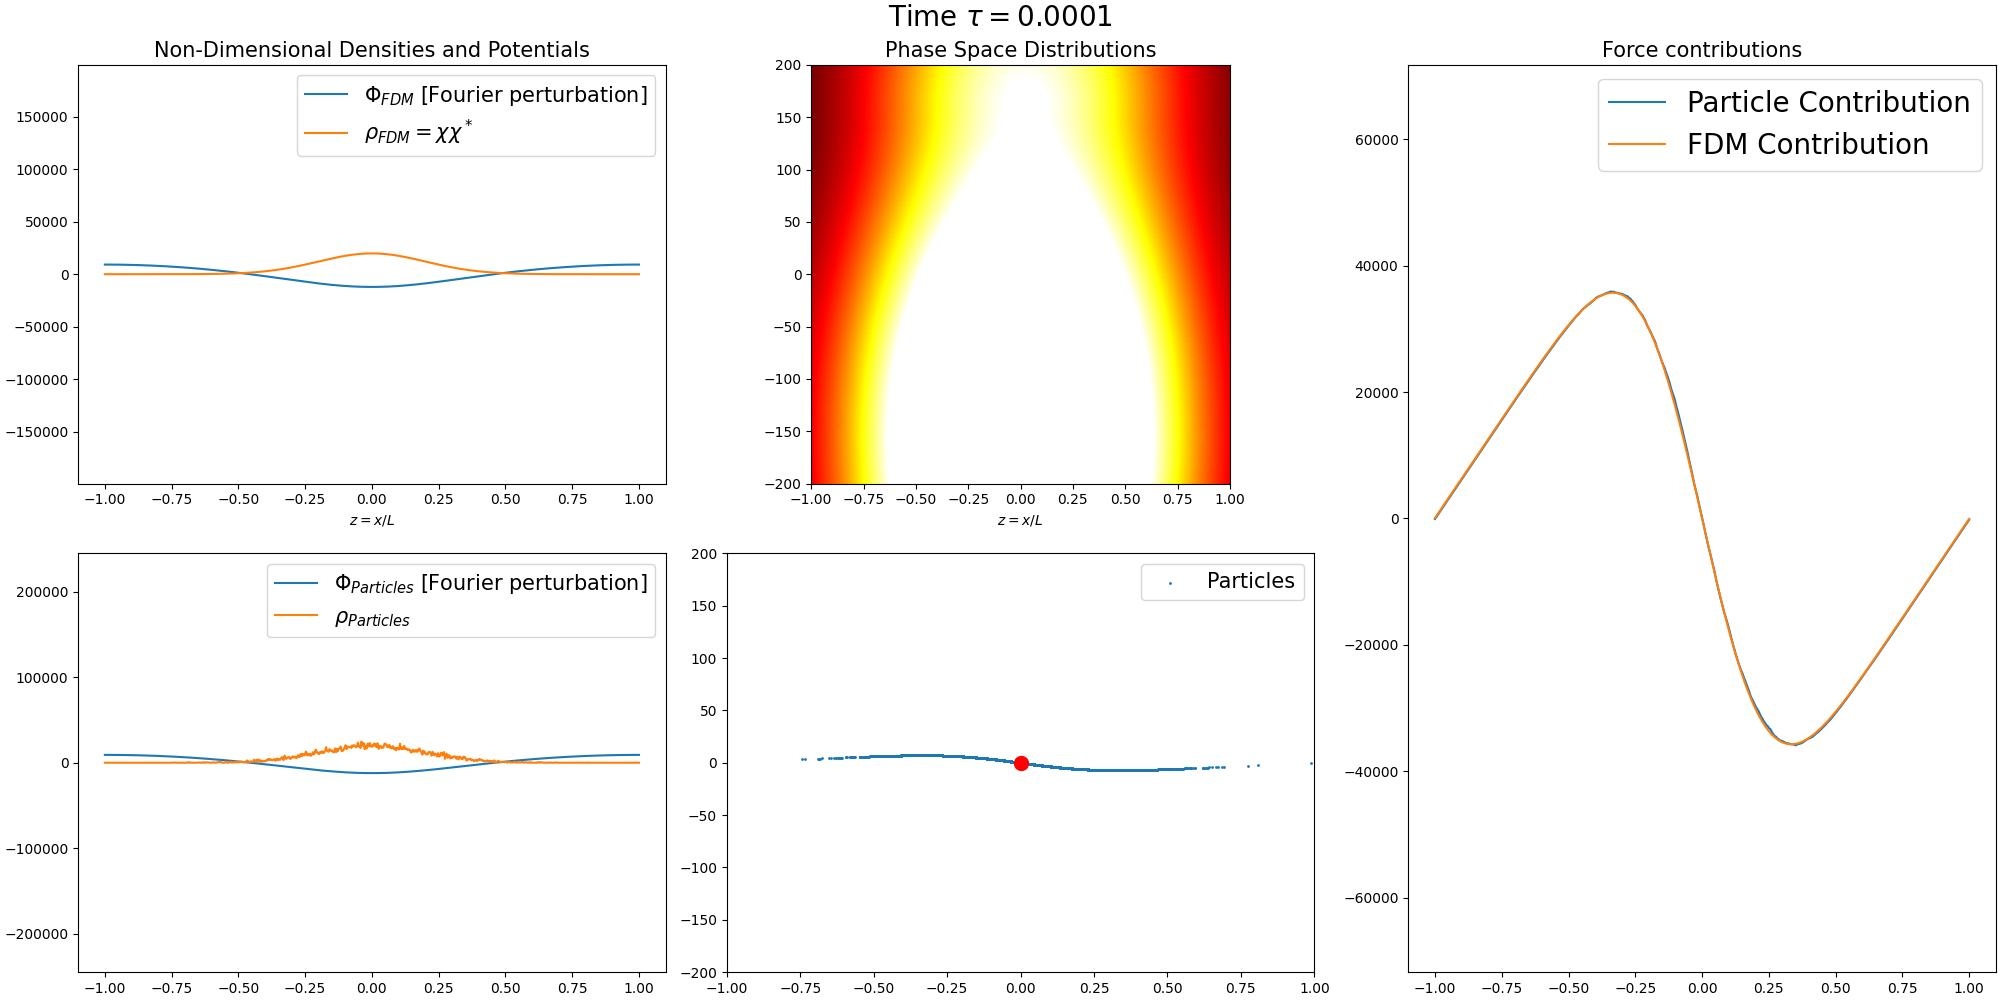 Time τ = 0.0001
Non-Dimensional Densities and Potentials
Φ_FDM [Fourier perturbation]
ρ_FDM = χχ*
150000
100000
50000
0
−50000
−100000
−150000
−1.00 −0.75 −0.50 −0.25 0.00 0.25 0.50 0.75 1.00
z = x/L
Phase Space Distributions
200
150
100
50
0
−50
−100
−150
−200
−1.00 −0.75 −0.50 −0.25 0.00 0.25 0.50 0.75 1.00
z = x/L
Force contributions
Particle Contribution
FDM Contribution
60000
40000
20000
0
−20000
−40000
−60000
−1.00 −0.75 −0.50 −0.25 0.00 0.25 0.50 0.75 1.00
Φ_Particles [Fourier perturbation]
ρ_Particles
200000
100000
0
−100000
−200000
−1.00 −0.75 −0.50 −0.25 0.00 0.25 0.50 0.75 1.00
Particles
200
150
100
50
0
−50
−100
−150
−200
−1.00 −0.75 −0.50 −0.25 0.00 0.25 0.50 0.75 1.00